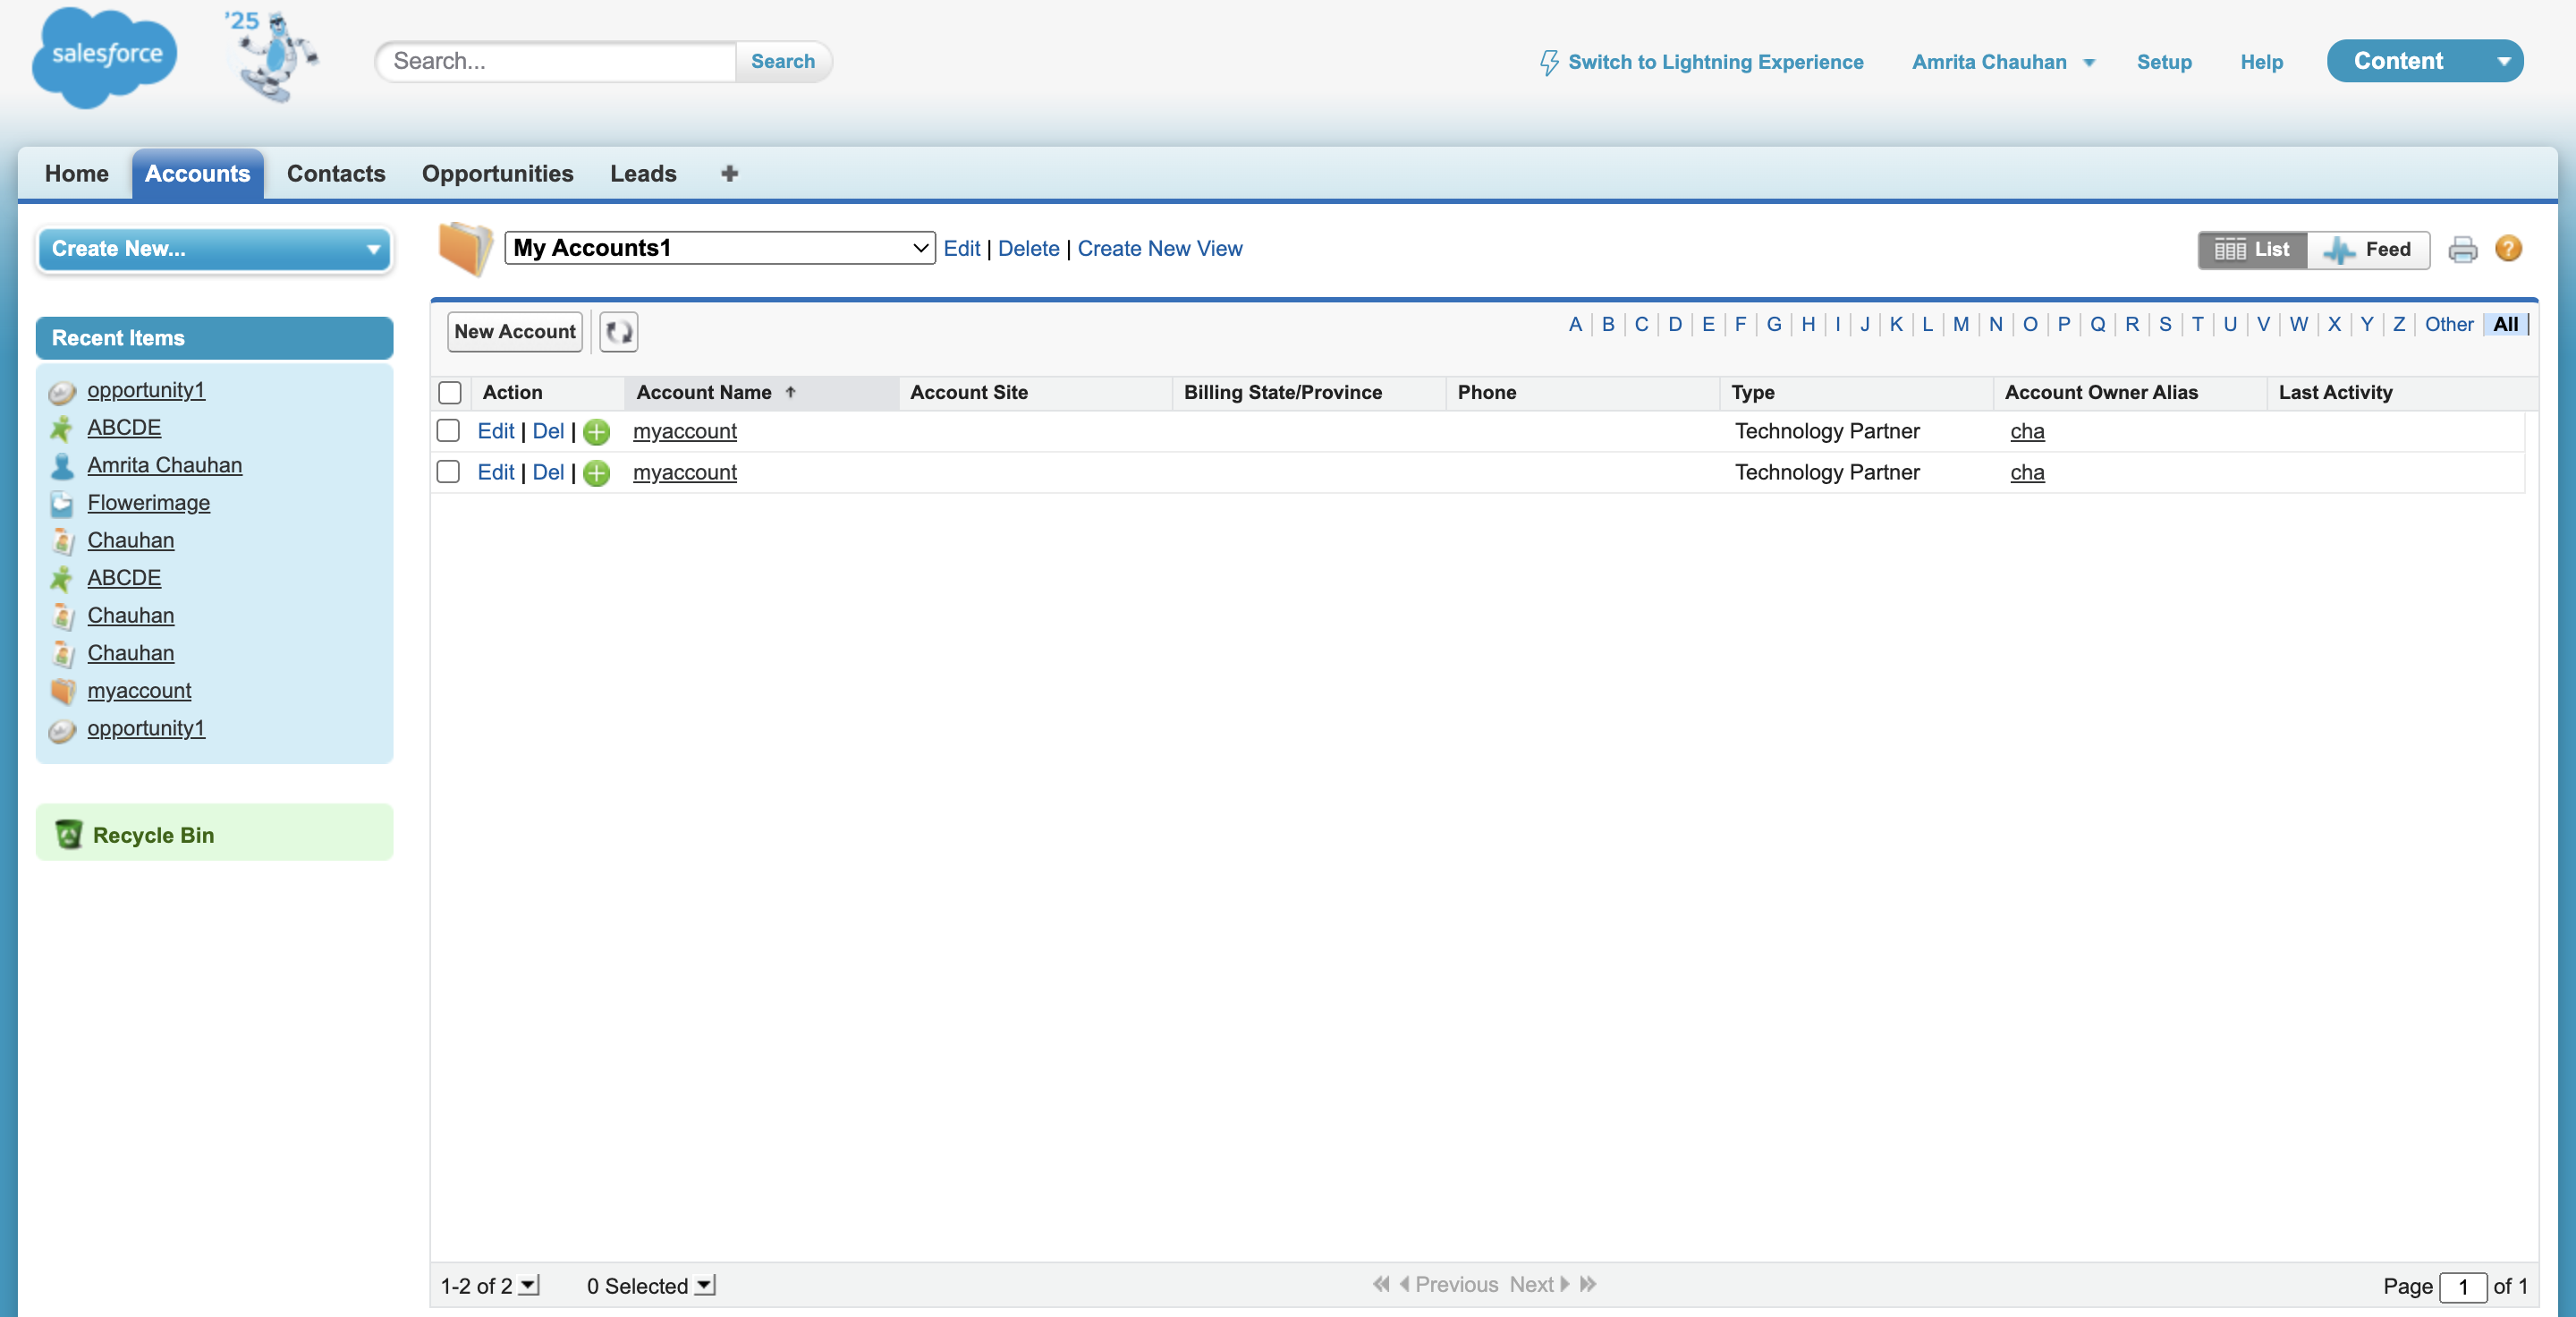 salesforce
'25
Search...
Search
Switch to Lightning Experience
Amrita Chauhan
Setup
Help
Content
Home
Accounts
Contacts
Opportunities
Leads
Create New...
My Accounts1
Edit | Delete | Create New View
List
Feed
?
Recent Items
opportunity1
ABCDE
Amrita Chauhan
Flowerimage
Chauhan
ABCDE
Chauhan
Chauhan
myaccount
opportunity1
Recycle Bin
New Account
A | B | C | D | E | F | G | H | I | J | K | L | M | N | O | P | Q | R | S | T | U | V | W | X | Y | Z | Other | All
Action Account Name Account Site Billing State/Province Phone Type Account Owner Alias Last Activity
Edit | Del | myaccount Technology Partner cha
Edit | Del | myaccount Technology Partner cha
1-2 of 2 0 Selected Previous Next Page 1 of 1